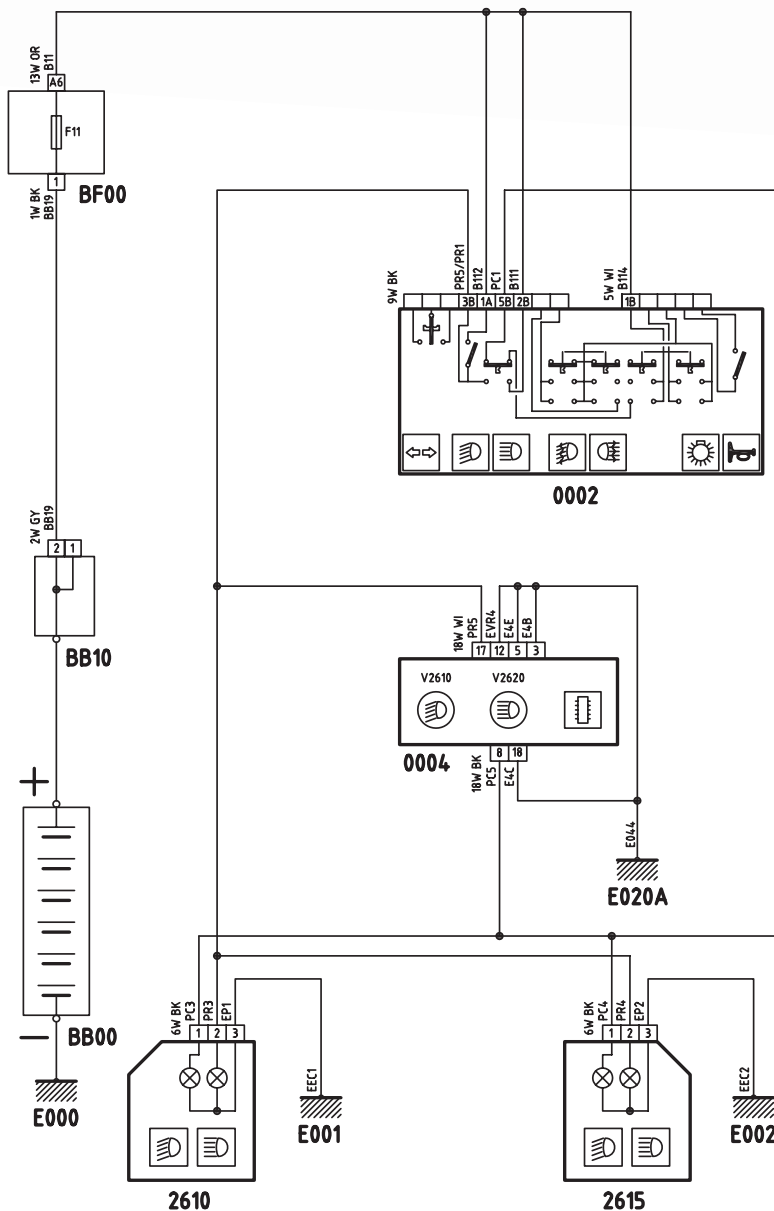 13W OR
B11
A6
F11
1
BF00
1W BK
BB19
9W BK
PR5/PR1
B112
PC1
B111
5W WI
B114
3B
1A
5B
2B
1B
0002
2W GY
BB19
2
1
BB10
18W WI
PR5
EVR4
E4E
E4B
17
12
5
3
V2610
V2620
0004
8
18
18W BK
PC5
E4C
E044
E020A
+
−
BB00
E000
6W BK
PC3
PR3
EP1
1
2
3
EEC1
E001
2610
6W BK
PC4
PR4
EP2
1
2
3
EEC2
E002
2615